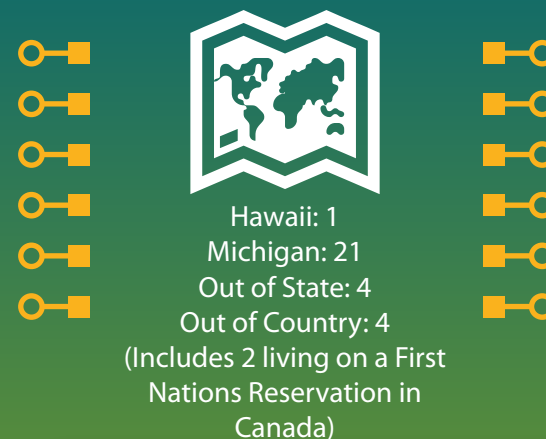 Hawaii: 1
Michigan: 21
Out of State: 4
Out of Country: 4
(Includes 2 living on a First
Nations Reservation in
Canada)